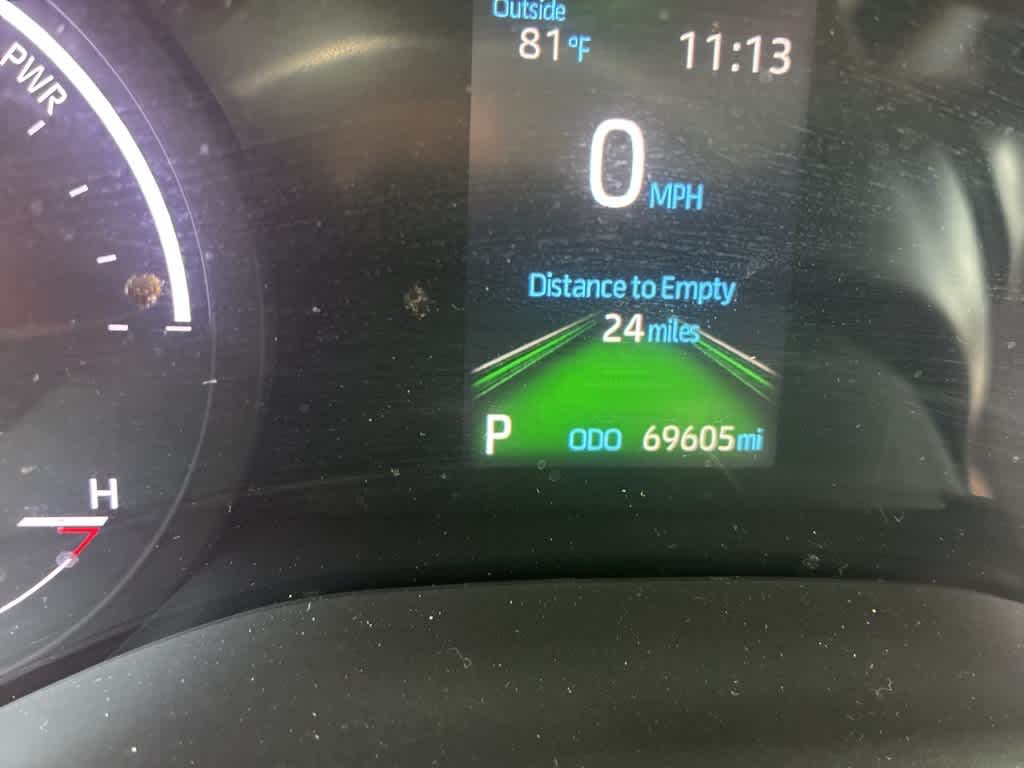 PWR
Outside
81°F 11:13
0 MPH
Distance to Empty
24 miles
P ODO 69605 mi
H